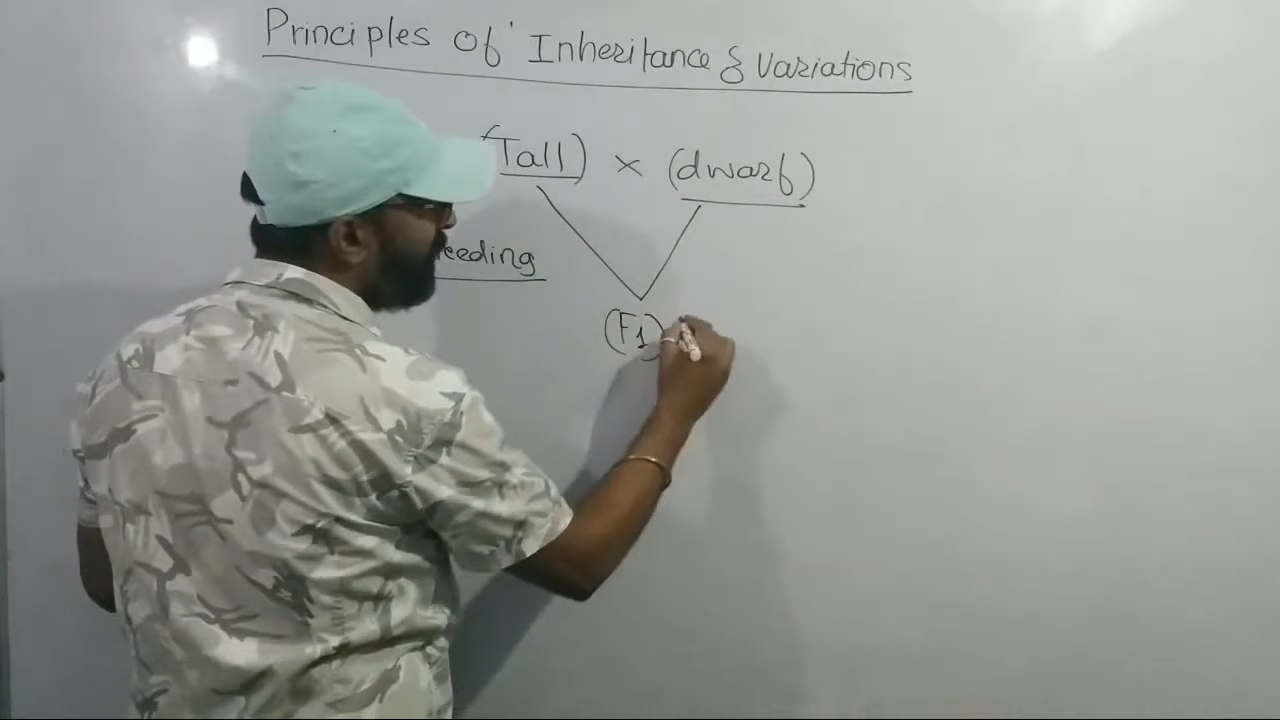 Principles of Inheritance & variations
(Tall) × (dwarf)
eeding
(F1)